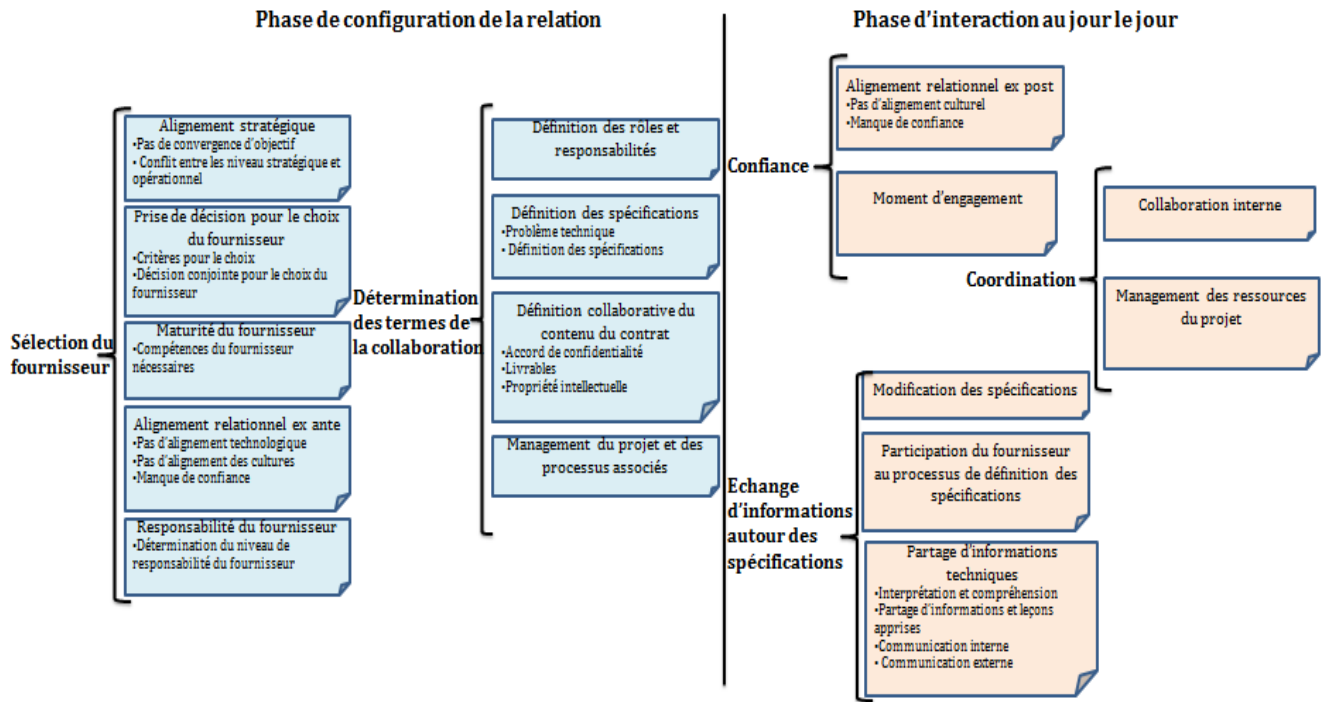 Phase de configuration de la relation
Sélection du
fournisseur
Alignement stratégique
•Pas de convergence d'objectif
• Conflit entre les niveau stratégique et
opérationnel
Prise de décision pour le choix
du fournisseur
•Critères pour le choix
•Décision conjointe pour le choix du
fournisseur
Maturité du fournisseur
•Compétences du fournisseur
nécessaires
Alignement relationnel ex ante
•Pas d'alignement technologique
•Pas d'alignement des cultures
•Manque de confiance
Responsabilité du fournisseur
•Détermination du niveau de
responsabilité du fournisseur
Détermination
des termes de
la collaboration
Définition des rôles et
responsabilités
Définition des spécifications
•Problème technique
• Définition des spécifications
Définition collaborative du
contenu du contrat
•Accord de confidentialité
•Livrables
•Propriété intellectuelle
Management du projet et des
processus associés
Phase d'interaction au jour le jour
Confiance
Alignement relationnel ex post
•Pas d'alignement culturel
•Manque de confiance
Moment d'engagement
Coordination
Collaboration interne
Management des ressources
du projet
Echange
d'informations
autour des
spécifications
Modification des spécifications
Participation du fournisseur
au processus de définition des
spécifications
Partage d'informations
techniques
•Interprétation et compréhension
•Partage d'informations et leçons
apprises
•Communication interne
• Communication externe